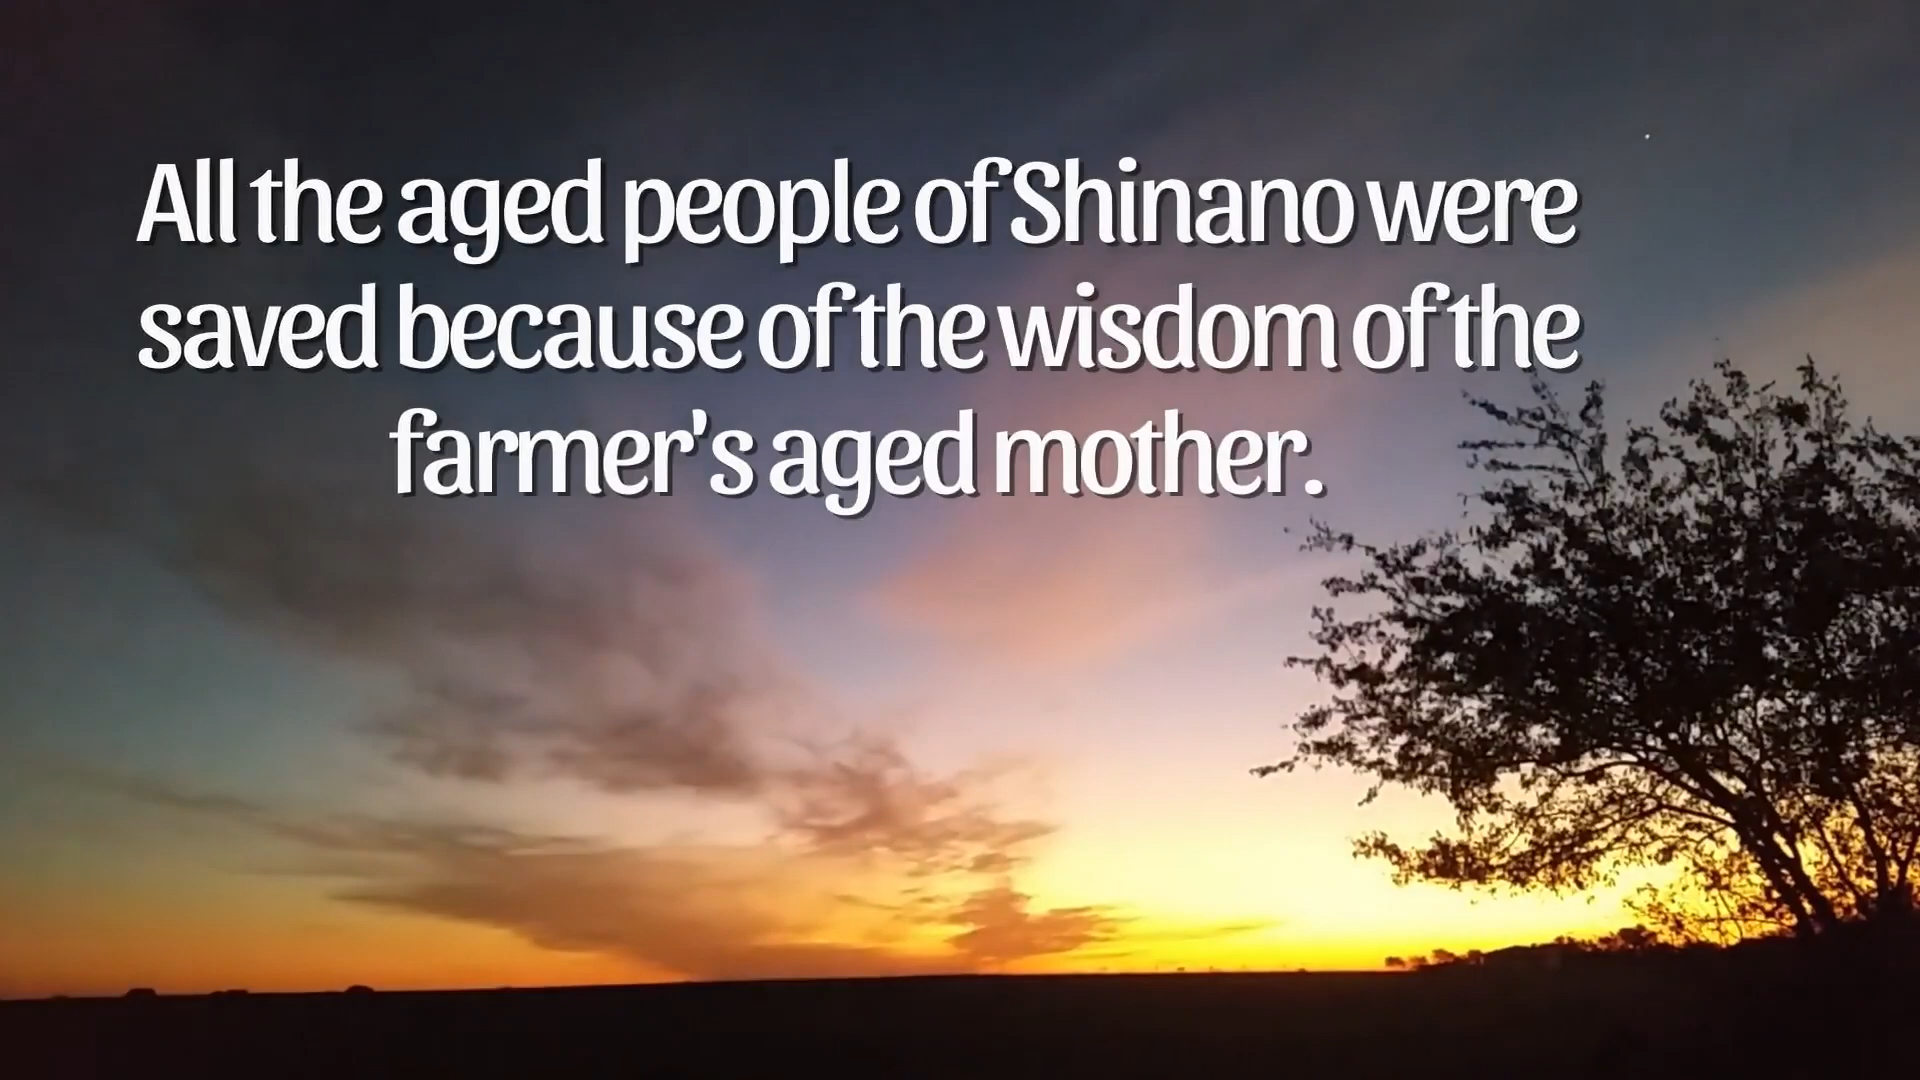 All the aged people of Shinano were
saved because of the wisdom of the
farmer's aged mother.